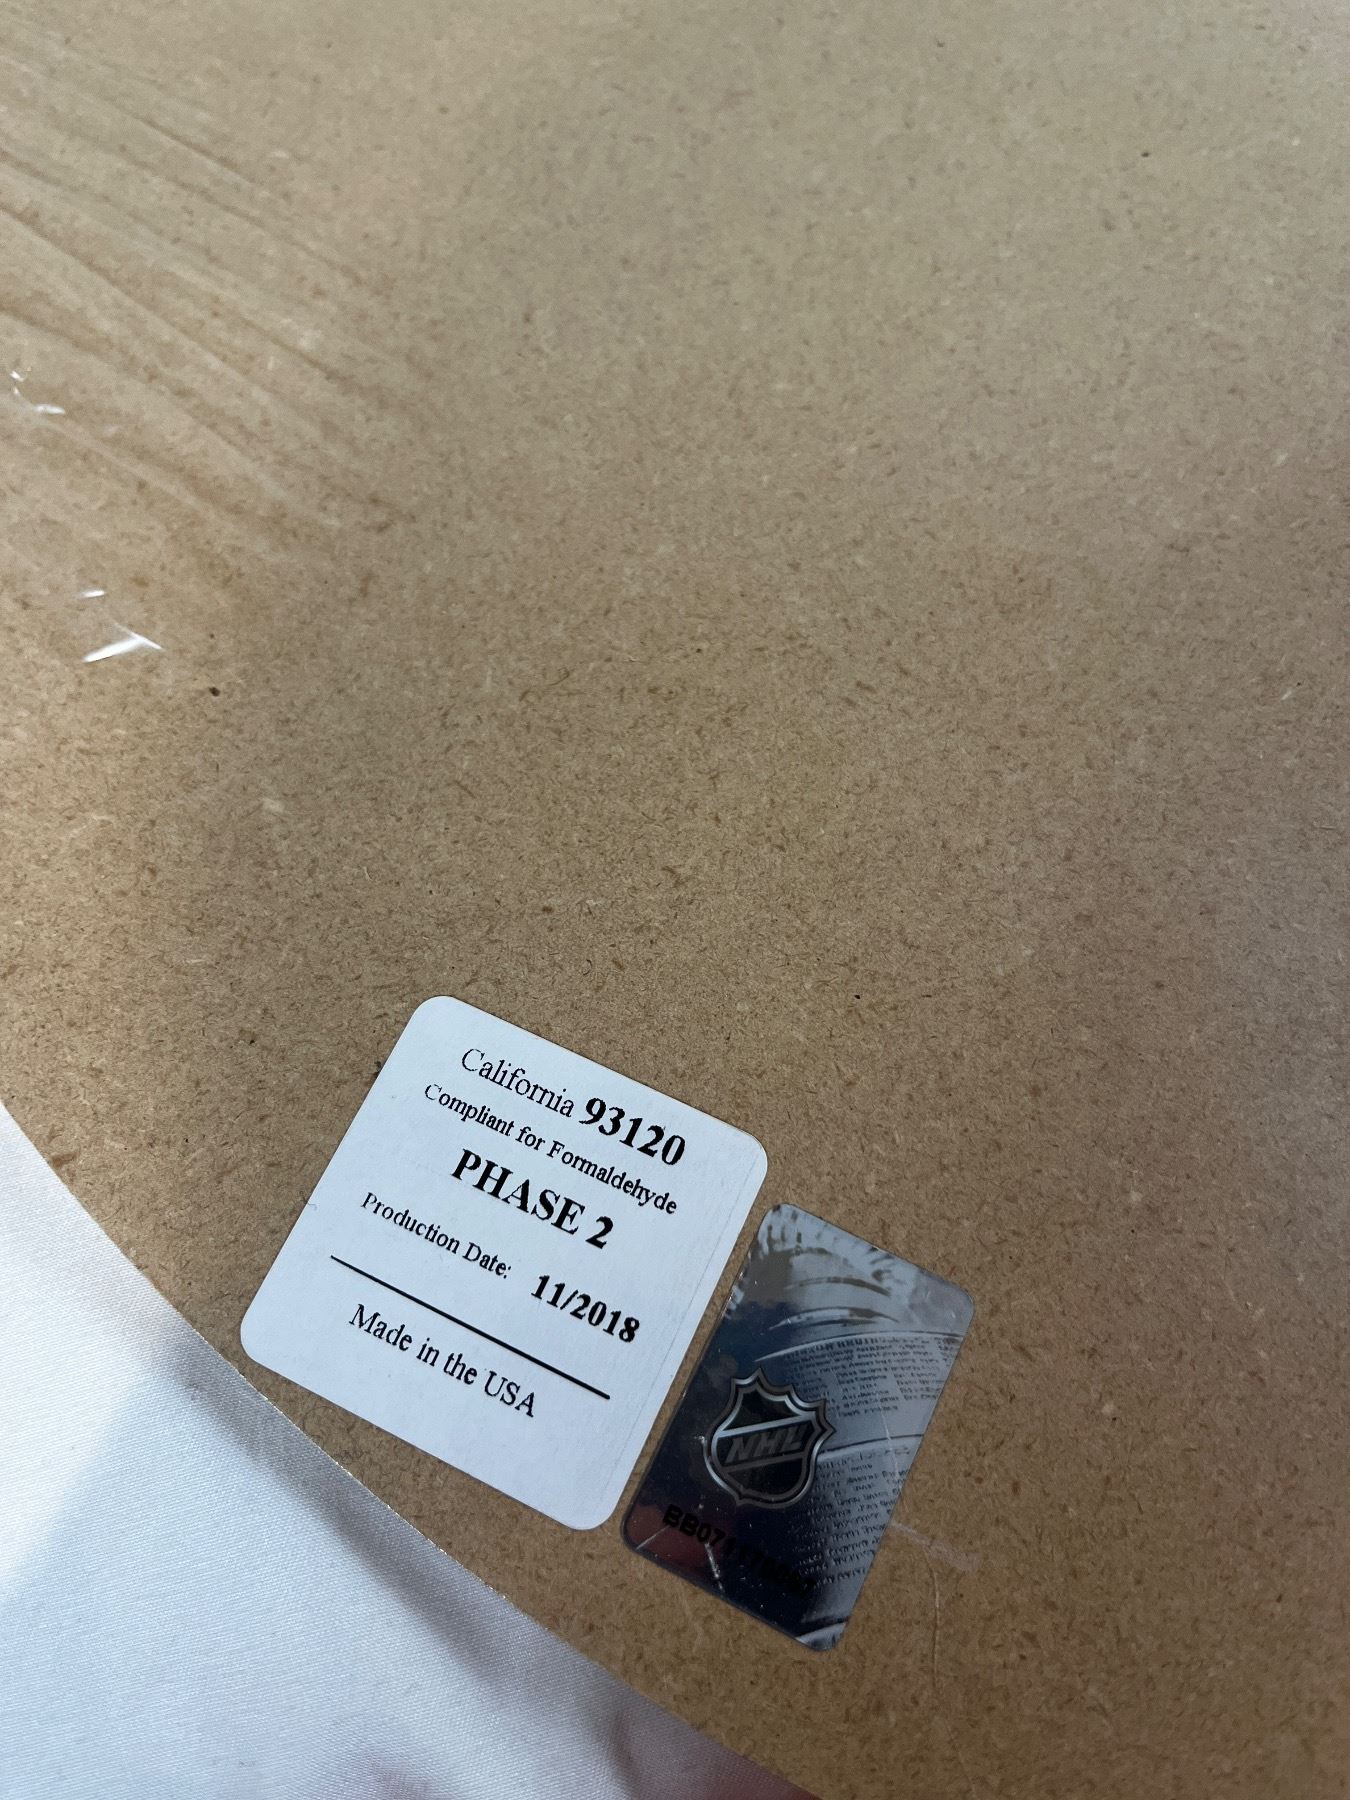 California 93120
Compliant for Formaldehyde
PHASE 2
Production Date: 11/2018
Made in the USA
NHL